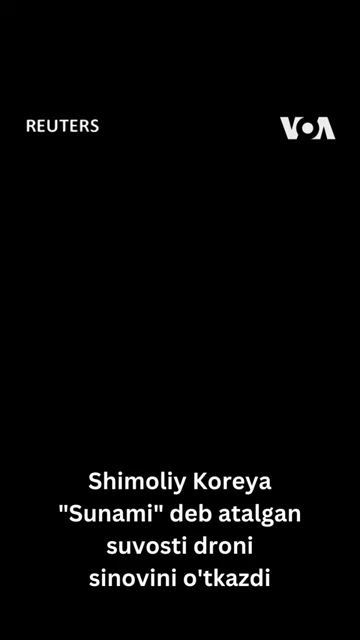 REUTERS
VOA
Shimoliy Koreya
"Sunami" deb atalgan
suvosti droni
sinovini o'tkazdi